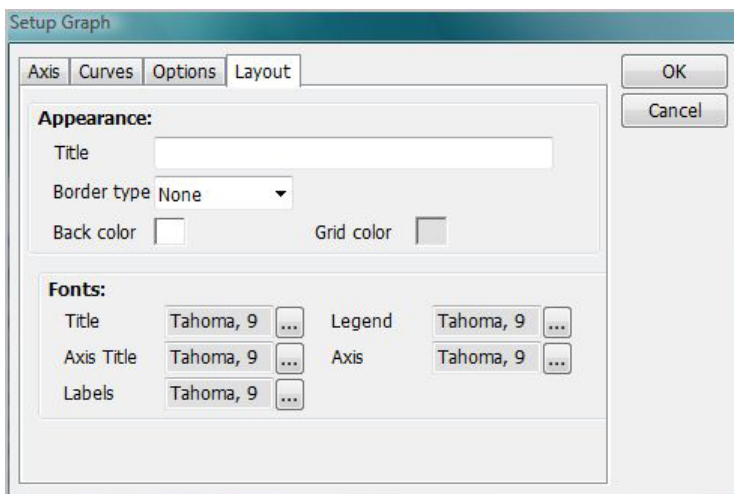 Setup Graph
Axis Curves Options Layout
OK
Cancel
Appearance:
Title
Border type None
Back color Grid color
Fonts:
Title Tahoma, 9 ... Legend Tahoma, 9 ...
Axis Title Tahoma, 9 ... Axis Tahoma, 9 ...
Labels Tahoma, 9 ...